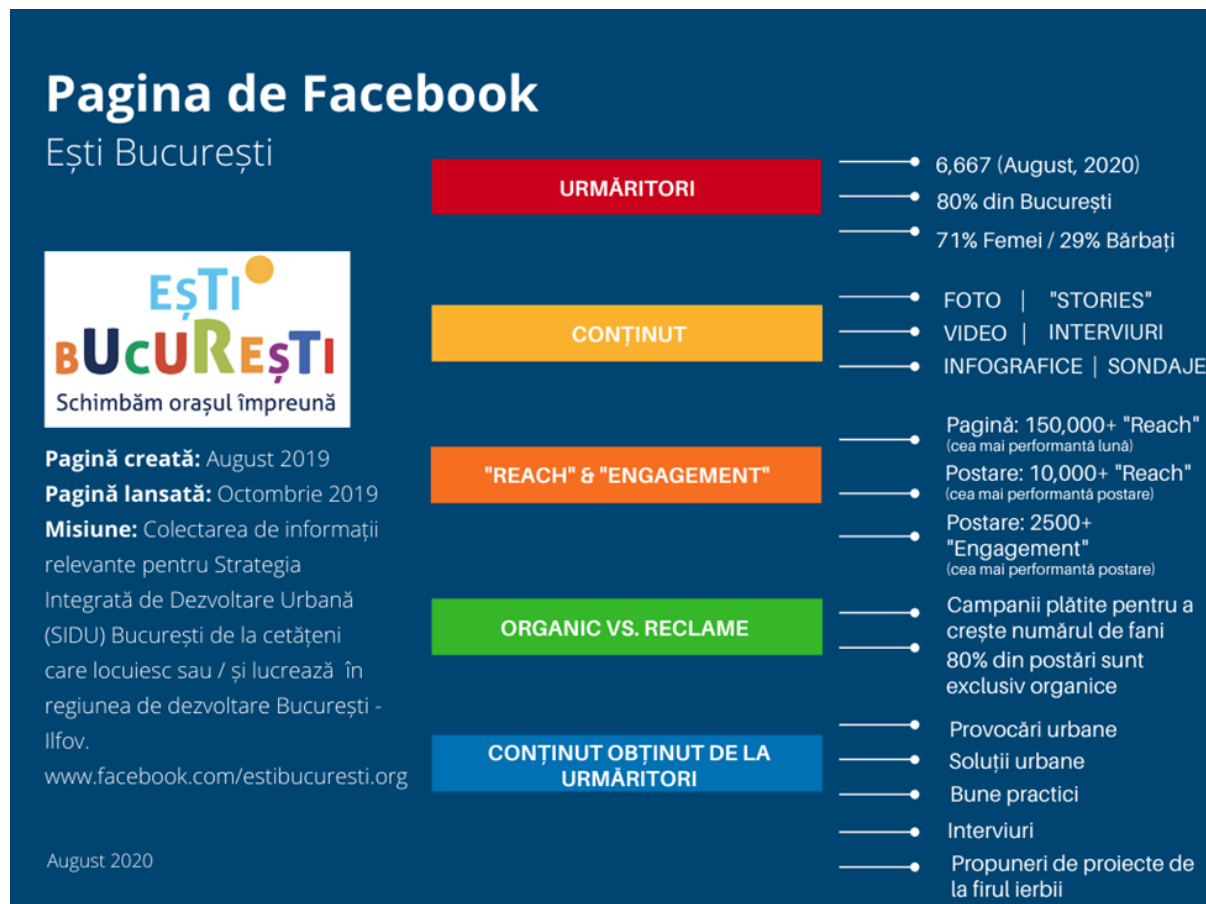 Pagina de Facebook
Ești București
EȘTI
BUCUREȘTI
Schimbăm orașul împreună
Pagină creată: August 2019
Pagină lansată: Octombrie 2019
Misiune: Colectarea de informații
relevante pentru Strategia
Integrată de Dezvoltare Urbană
(SIDU) București de la cetățeni
care locuiesc sau / și lucrează în
regiunea de dezvoltare București -
Ilfov.
www.facebook.com/estibucuresti.org
August 2020
URMĂRITORI
6,667 (August, 2020)
80% din București
71% Femei / 29% Bărbați
CONȚINUT
FOTO | "STORIES"
VIDEO | INTERVIURI
INFOGRAFICE | SONDAJE
"REACH" & "ENGAGEMENT"
Pagină: 150,000+ "Reach"
(cea mai performantă lună)
Postare: 10,000+ "Reach"
(cea mai performantă postare)
Postare: 2500+
"Engagement"
(cea mai performantă postare)
ORGANIC VS. RECLAME
Campanii plătite pentru a
crește numărul de fani
80% din postări sunt
exclusiv organice
CONȚINUT OBȚINUT DE LA
URMĂRITORI
Provocări urbane
Soluții urbane
Bune practici
Interviuri
Propuneri de proiecte de
la firul ierbii